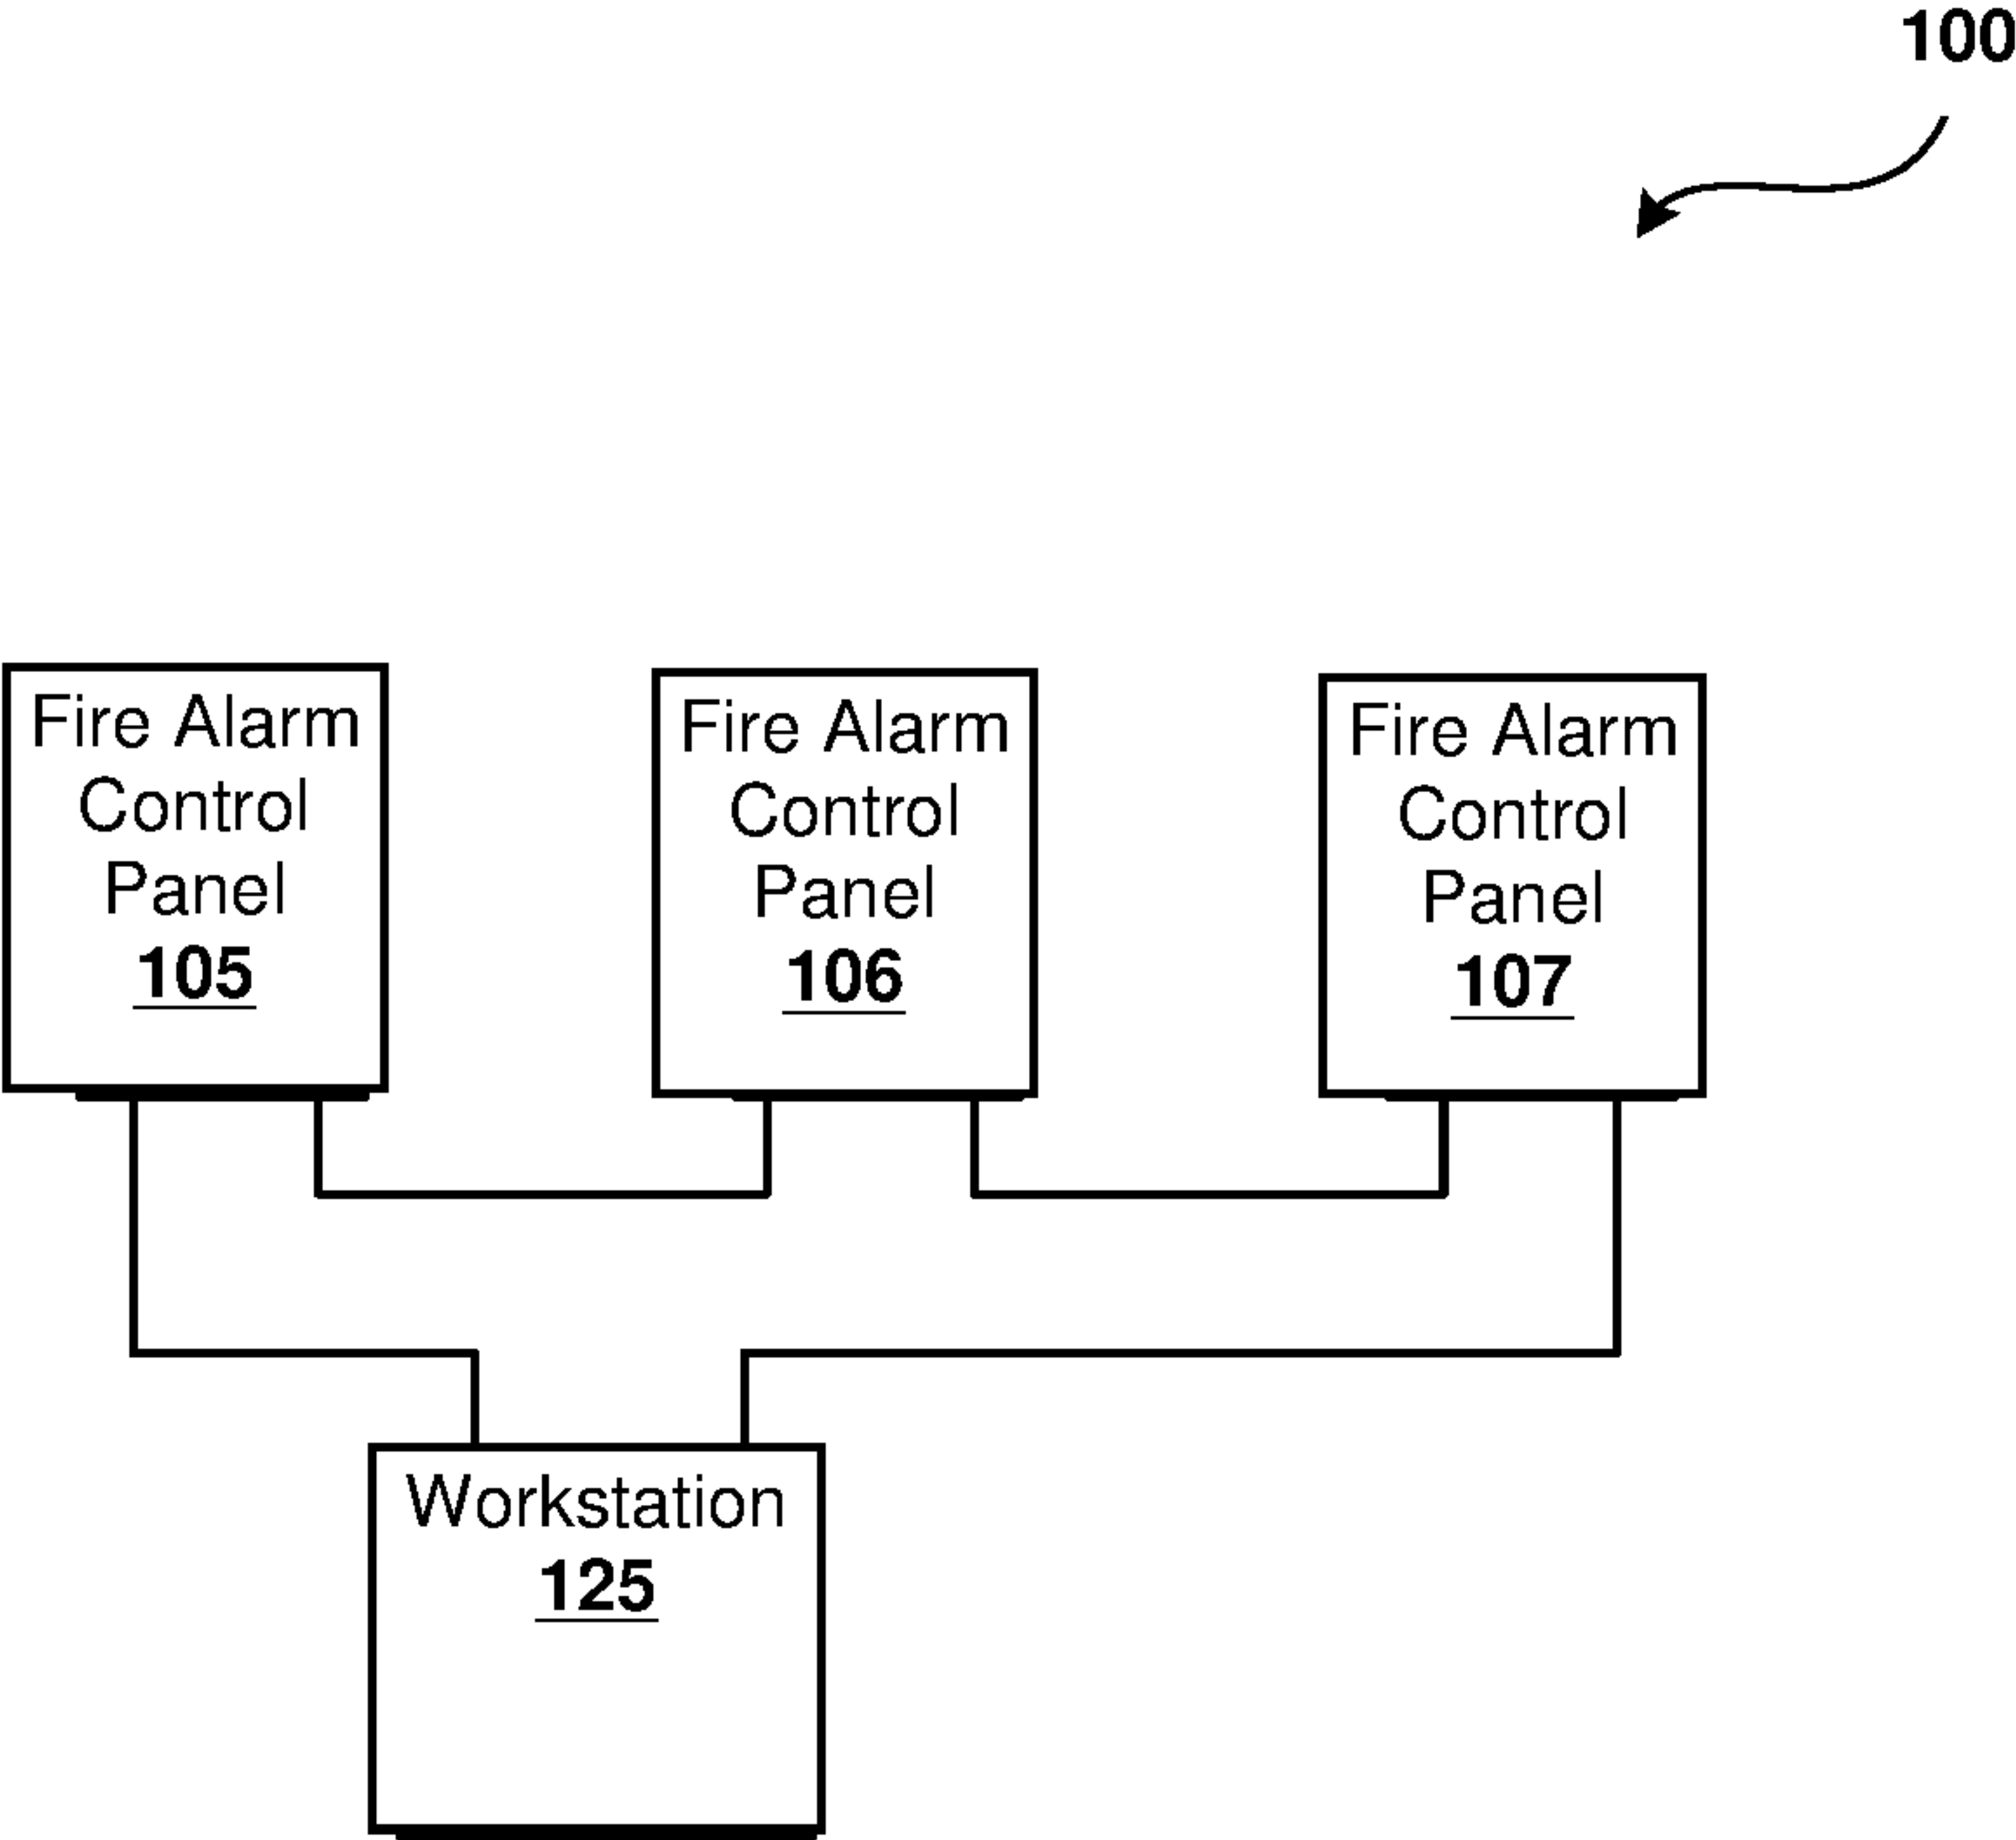 100
Fire Alarm
Control
Panel
105
Fire Alarm
Control
Panel
106
Fire Alarm
Control
Panel
107
Workstation
125